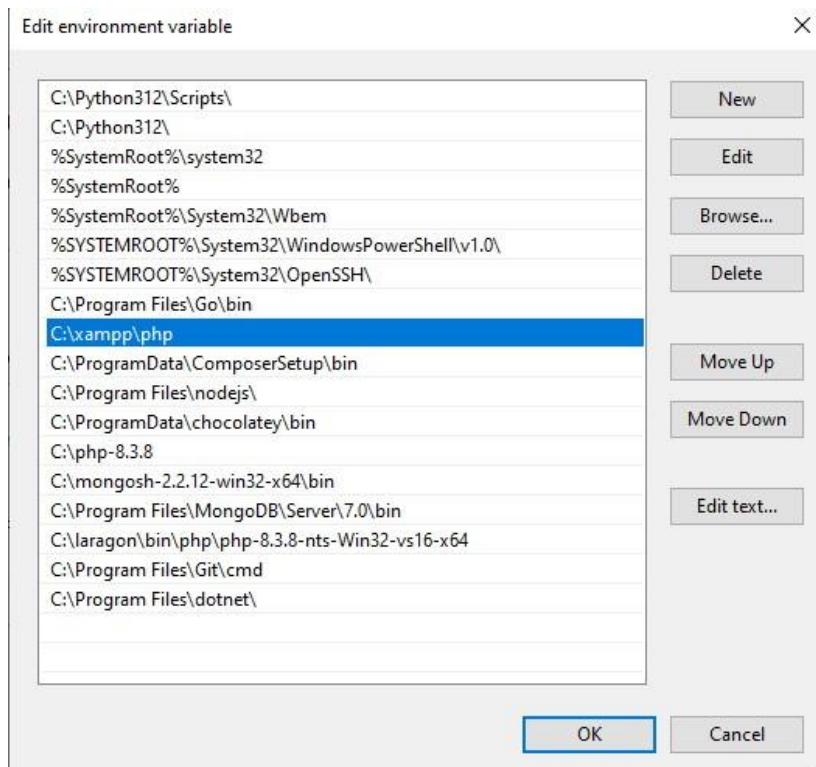 Edit environment variable
C:\Python312\Scripts\
C:\Python312\
%SystemRoot%\system32
%SystemRoot%
%SystemRoot%\System32\Wbem
%SYSTEMROOT%\System32\WindowsPowerShell\v1.0\
%SYSTEMROOT%\System32\OpenSSH\
C:\Program Files\Go\bin
C:\xampp\php
C:\ProgramData\ComposerSetup\bin
C:\Program Files\nodejs\
C:\ProgramData\chocolatey\bin
C:\php-8.3.8
C:\mongosh-2.2.12-win32-x64\bin
C:\Program Files\MongoDB\Server\7.0\bin
C:\laragon\bin\php\php-8.3.8-nts-Win32-vs16-x64
C:\Program Files\Git\cmd
C:\Program Files\dotnet\
New
Edit
Browse...
Delete
Move Up
Move Down
Edit text...
OK
Cancel